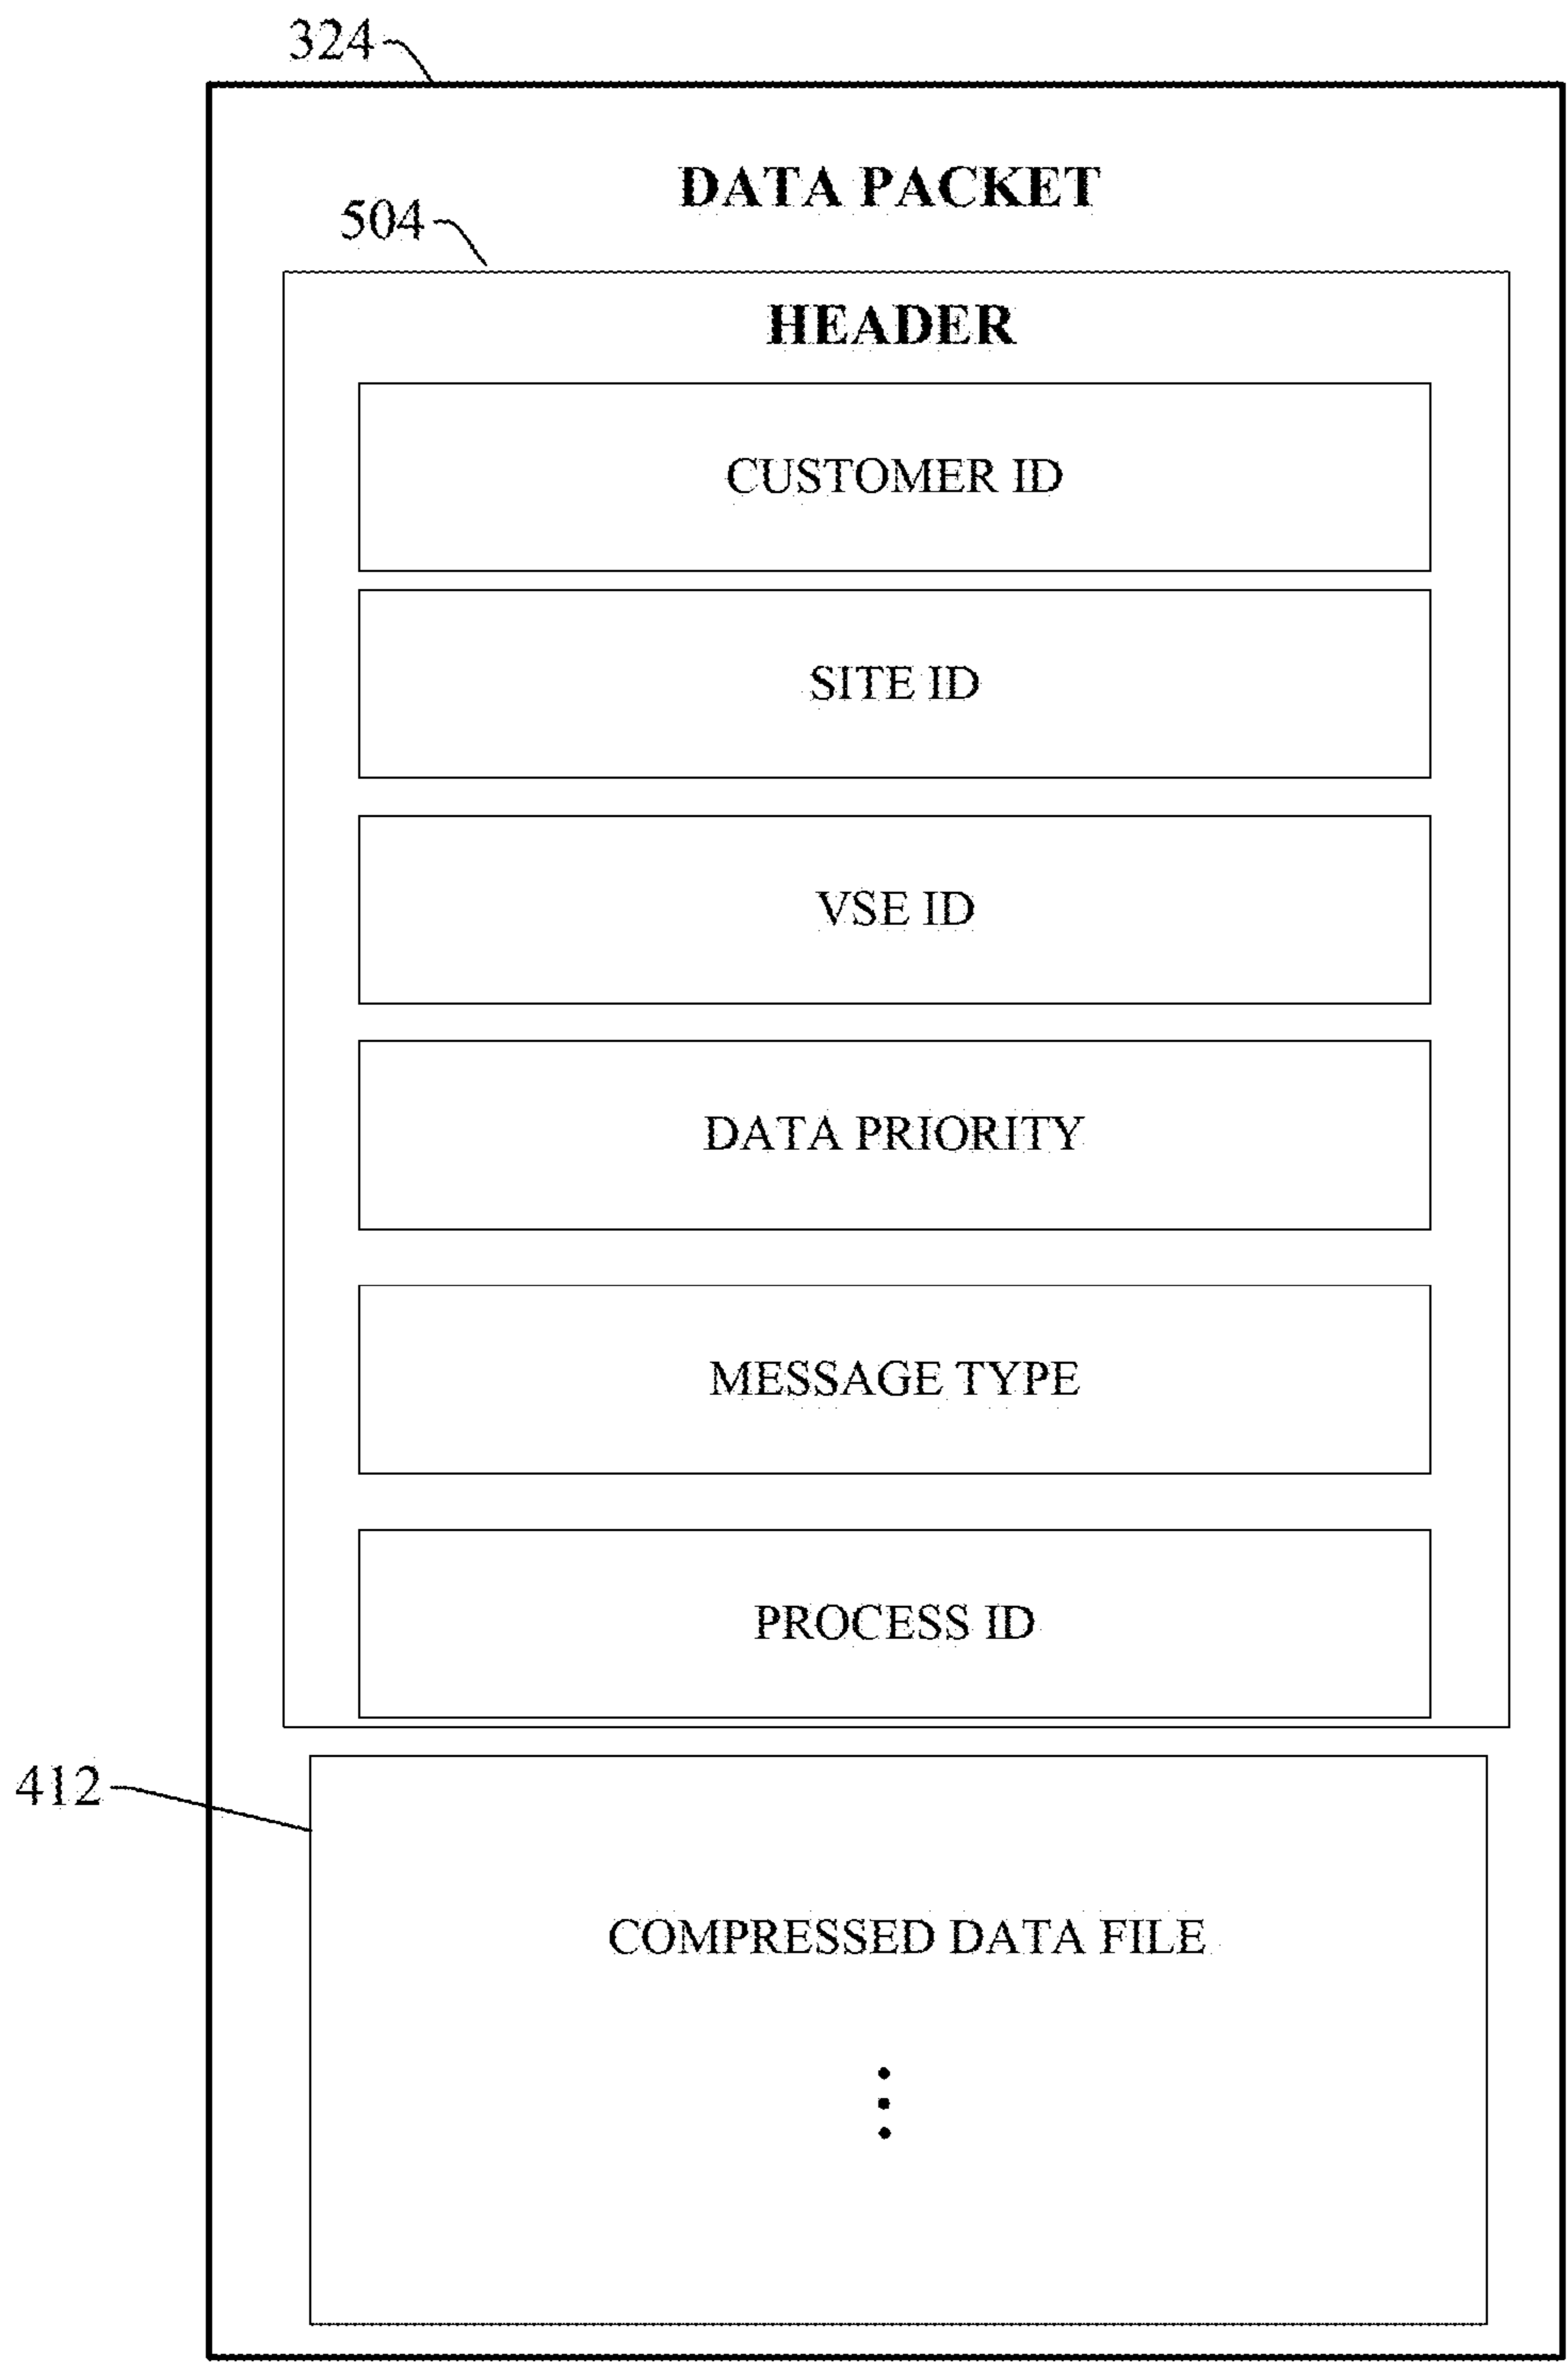 324
DATA PACKET
504
HEADER
CUSTOMER ID
SITE ID
VSE ID
DATA PRIORITY
MESSAGE TYPE
PROCESS ID
412
COMPRESSED DATA FILE